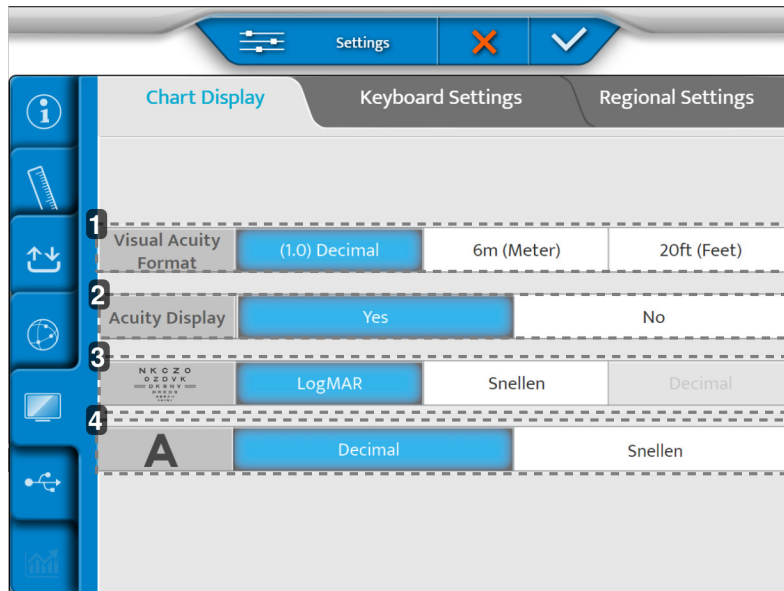 Settings
Chart Display Keyboard Settings Regional Settings
1
Visual Acuity Format (1.0) Decimal 6m (Meter) 20ft (Feet)
2
Acuity Display Yes No
3
N K C Z O
O Z D V K
LogMAR Snellen Decimal
4
A Decimal Snellen